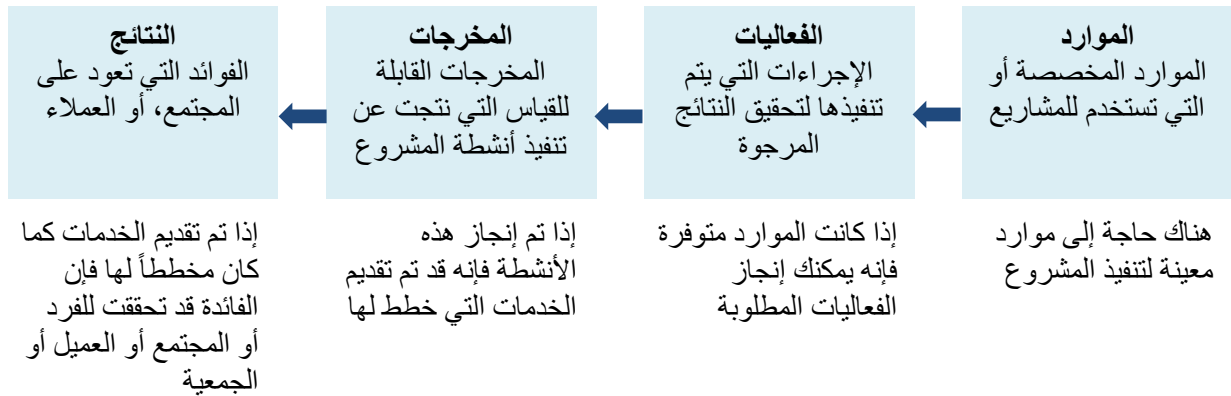 الموارد
الموارد المخصصة أو
التي تستخدم للمشاريع
الفعاليات
الإجراءات التي يتم
تنفيذها لتحقيق النتائج
المرجوة
المخرجات
المخرجات القابلة
للقياس التي نتجت عن
تنفيذ أنشطة المشروع
النتائج
الفوائد التي تعود على
المجتمع، أو العملاء
هناك حاجة إلى موارد
معينة لتنفيذ المشروع
إذا كانت الموارد متوفرة
فإنه يمكنك إنجاز
الفعاليات المطلوبة
إذا تم إنجاز هذه
الأنشطة فإنه قد تم تقديم
الخدمات التي خطط لها
إذا تم تقديم الخدمات كما
كان مخططاً لها فإن
الفائدة قد تحققت للفرد
أو المجتمع أو العميل أو
الجمعية